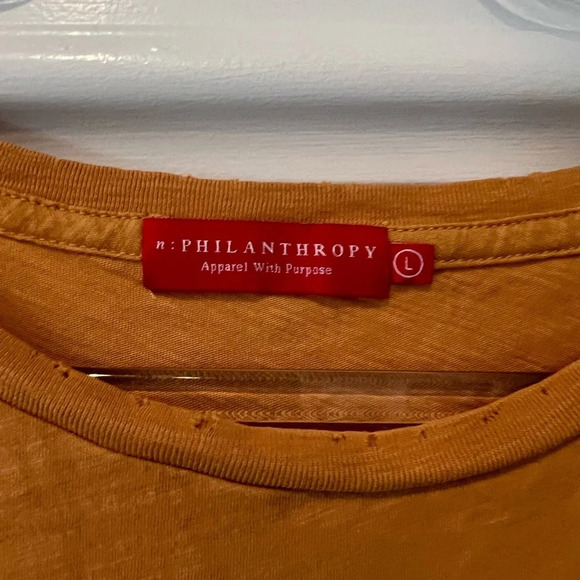 n: PHILANTHROPY
Apparel With Purpose
L